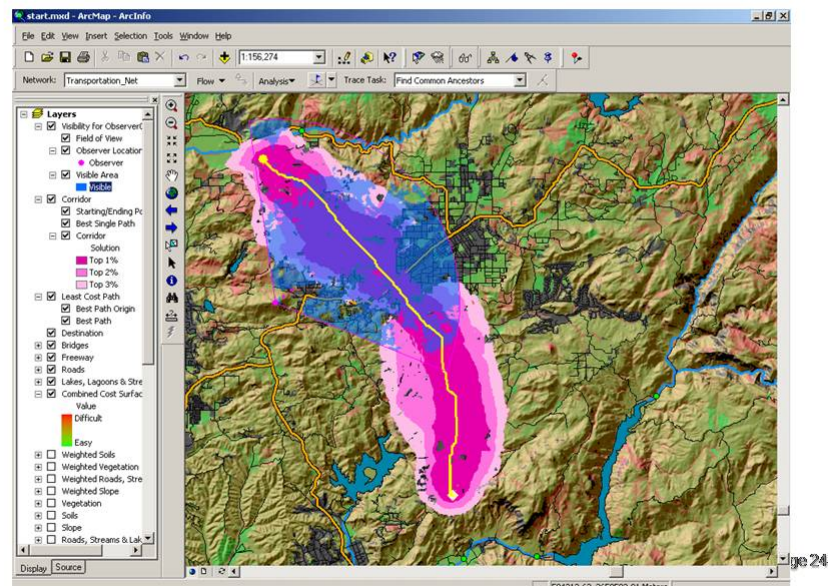 start.mxd - ArcMap - ArcInfo
File Edit View Insert Selection Tools Window Help
1:156,274
Network: Transportation_Net Flow Analysis Trace Task: Find Common Ancestors
Layers
Visibility for Observer
Field of View
Observer Location
Observer
Visible Area
Visible
Corridor
Starting/Ending Po
Best Single Path
Corridor
Solution
Top 1%
Top 2%
Top 3%
Least Cost Path
Best Path Origin
Best Path
Destination
Bridges
Freeway
Roads
Lakes, Lagoons & Stre
Combined Cost Surfac
Value
Difficult
Easy
Weighted Soils
Weighted Vegetation
Weighted Roads, Stre
Weighted Slope
Vegetation
Soils
Slope
Roads, Streams & Lak
Display Source
ge 24